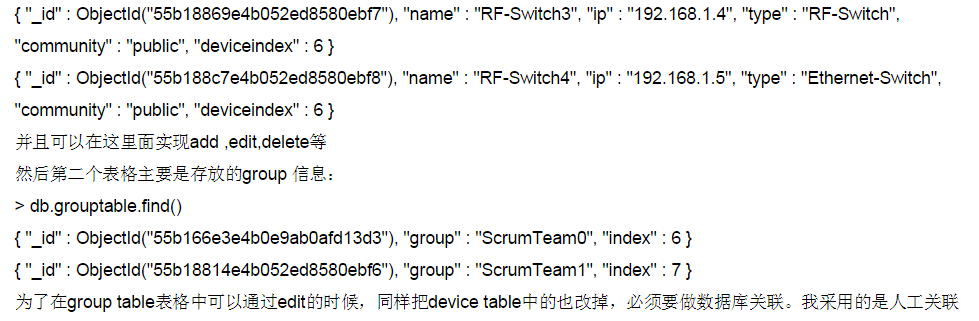 { "_id" : ObjectId("55b18869e4b052ed8580ebf7"), "name" : "RF-Switch3", "ip" : "192.168.1.4", "type" : "RF-Switch",
"community" : "public", "deviceindex" : 6 }
{ "_id" : ObjectId("55b188c7e4b052ed8580ebf8"), "name" : "RF-Switch4", "ip" : "192.168.1.5", "type" : "Ethernet-Switch",
"community" : "public", "deviceindex" : 6 }
并且可以在这里面实现add ,edit,delete等
然后第二个表格主要是存放的group 信息：
> db.grouptable.find()
{ "_id" : ObjectId("55b166e3e4b0e9ab0afd13d3"), "group" : "ScrumTeam0", "index" : 6 }
{ "_id" : ObjectId("55b18814e4b052ed8580ebf6"), "group" : "ScrumTeam1", "index" : 7 }
为了在group table表格中可以通过edit的时候，同样把device table中的也改掉，必须要做数据库关联。我采用的是人工关联